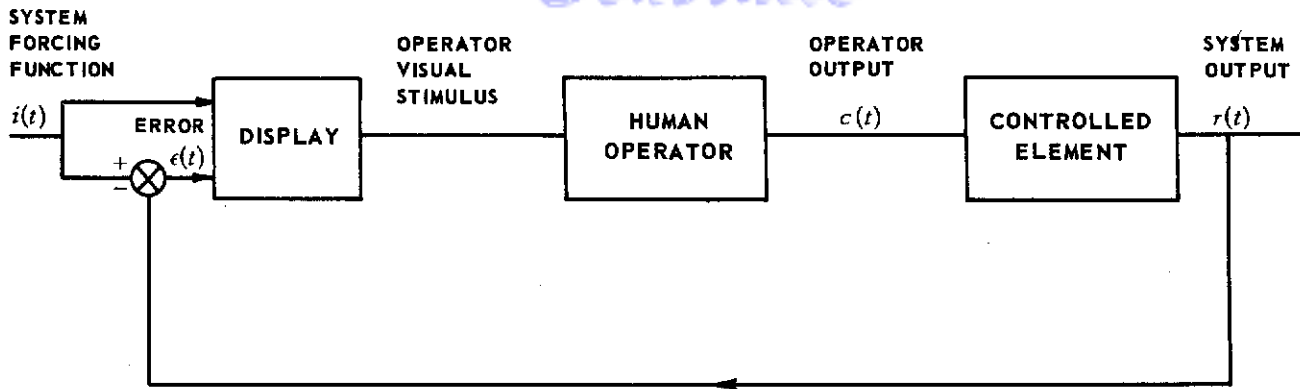 SYSTEM
FORCING
FUNCTION
i(t)
ERROR
+
−
ϵ(t)
DISPLAY
OPERATOR
VISUAL
STIMULUS
HUMAN
OPERATOR
OPERATOR
OUTPUT
c(t)
CONTROLLED
ELEMENT
SYSTEM
OUTPUT
r(t)